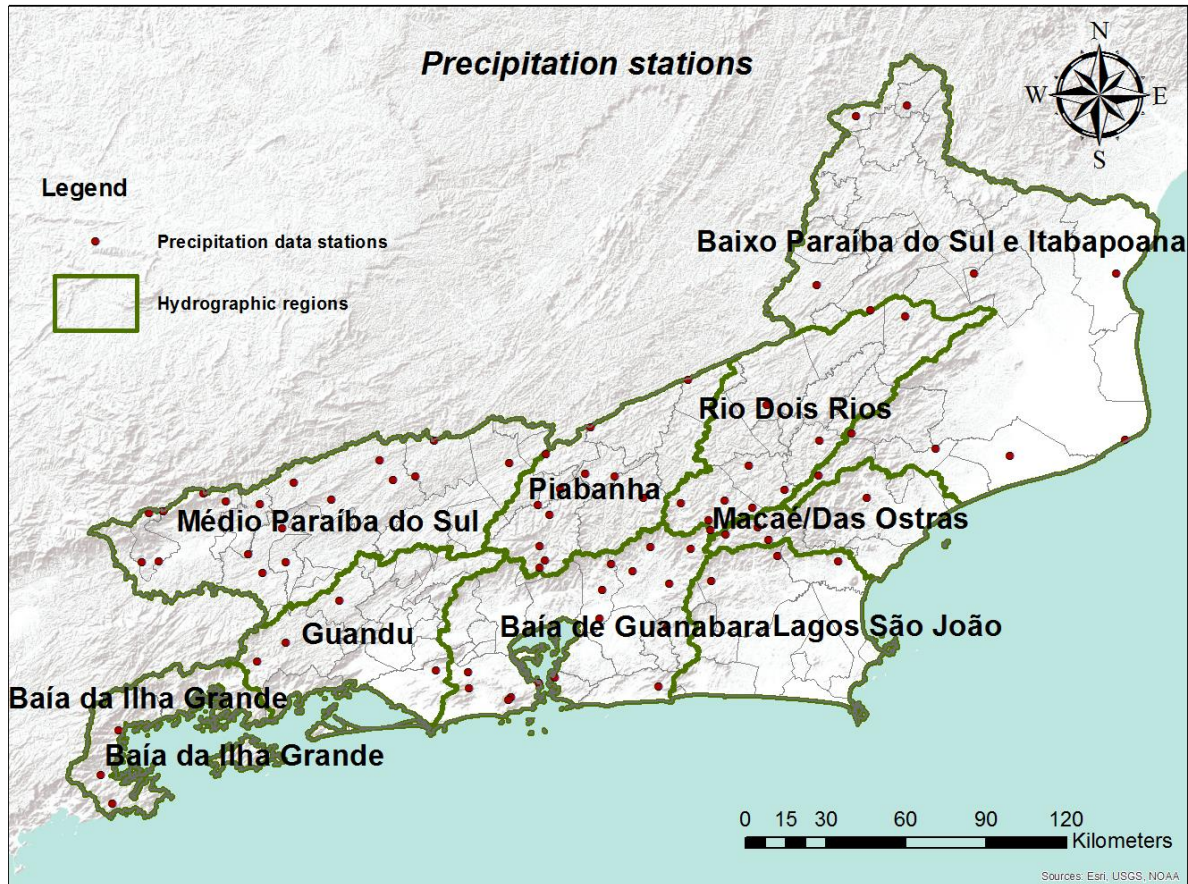 Precipitation stations
N
W
E
S
Legend
Precipitation data stations
Hydrographic regions
Baixo Paraíba do Sul e Itabapoana
Rio Dois Rios
Piabanha
Médio Paraíba do Sul
Macaé/Das Ostras
Guandu
Baía de Guanabara
Lagos São João
Baía da Ilha Grande
Baía da Ilha Grande
0 15 30 60 90 120
Kilometers
Sources: Esri, USGS, NOAA